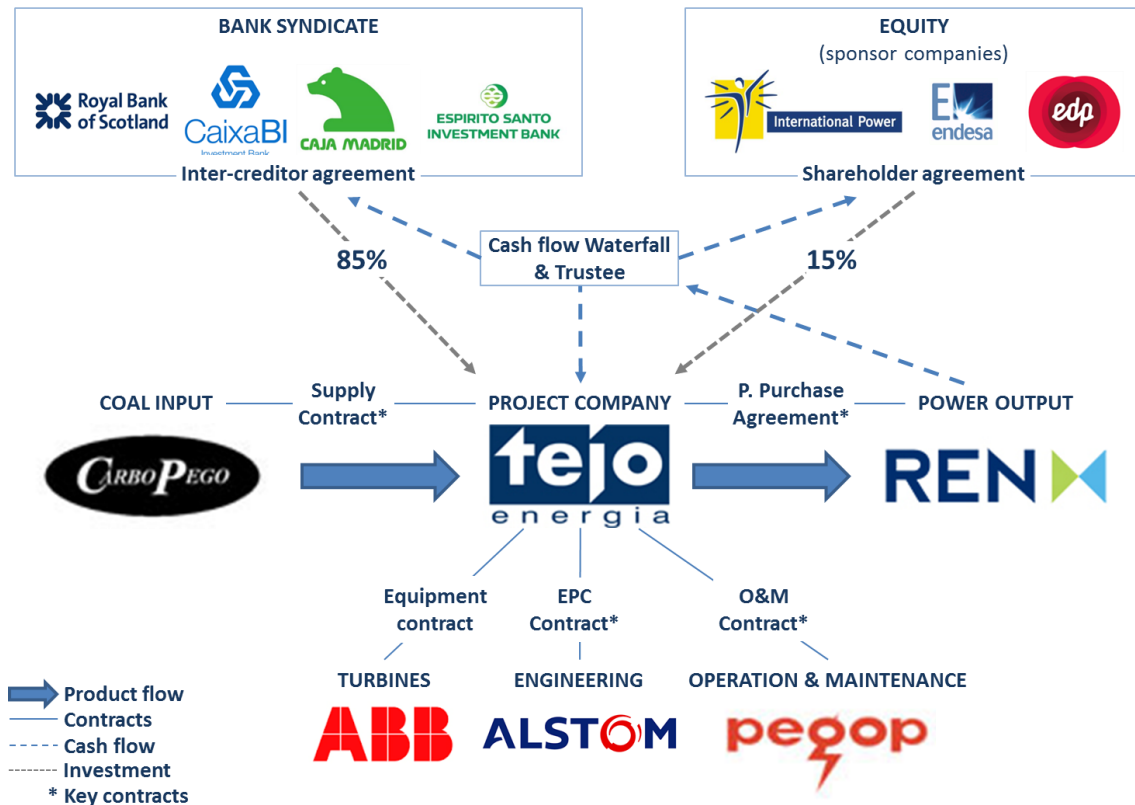 BANK SYNDICATE
Royal Bank
of Scotland
CaixaBI
Investment Bank
CAJA MADRID
ESPIRITO SANTO
INVESTMENT BANK
Inter-creditor agreement
EQUITY
(sponsor companies)
International Power
E
endesa
edp
Shareholder agreement
Cash flow Waterfall
& Trustee
85%
15%
COAL INPUT
Supply
Contract*
PROJECT COMPANY
P. Purchase
Agreement*
POWER OUTPUT
CARBOPEGO
tejo
energia
REN
Equipment
contract
EPC
Contract*
O&M
Contract*
TURBINES
ENGINEERING
OPERATION & MAINTENANCE
ABB
ALSTOM
pegop
Product flow
Contracts
Cash flow
Investment
* Key contracts